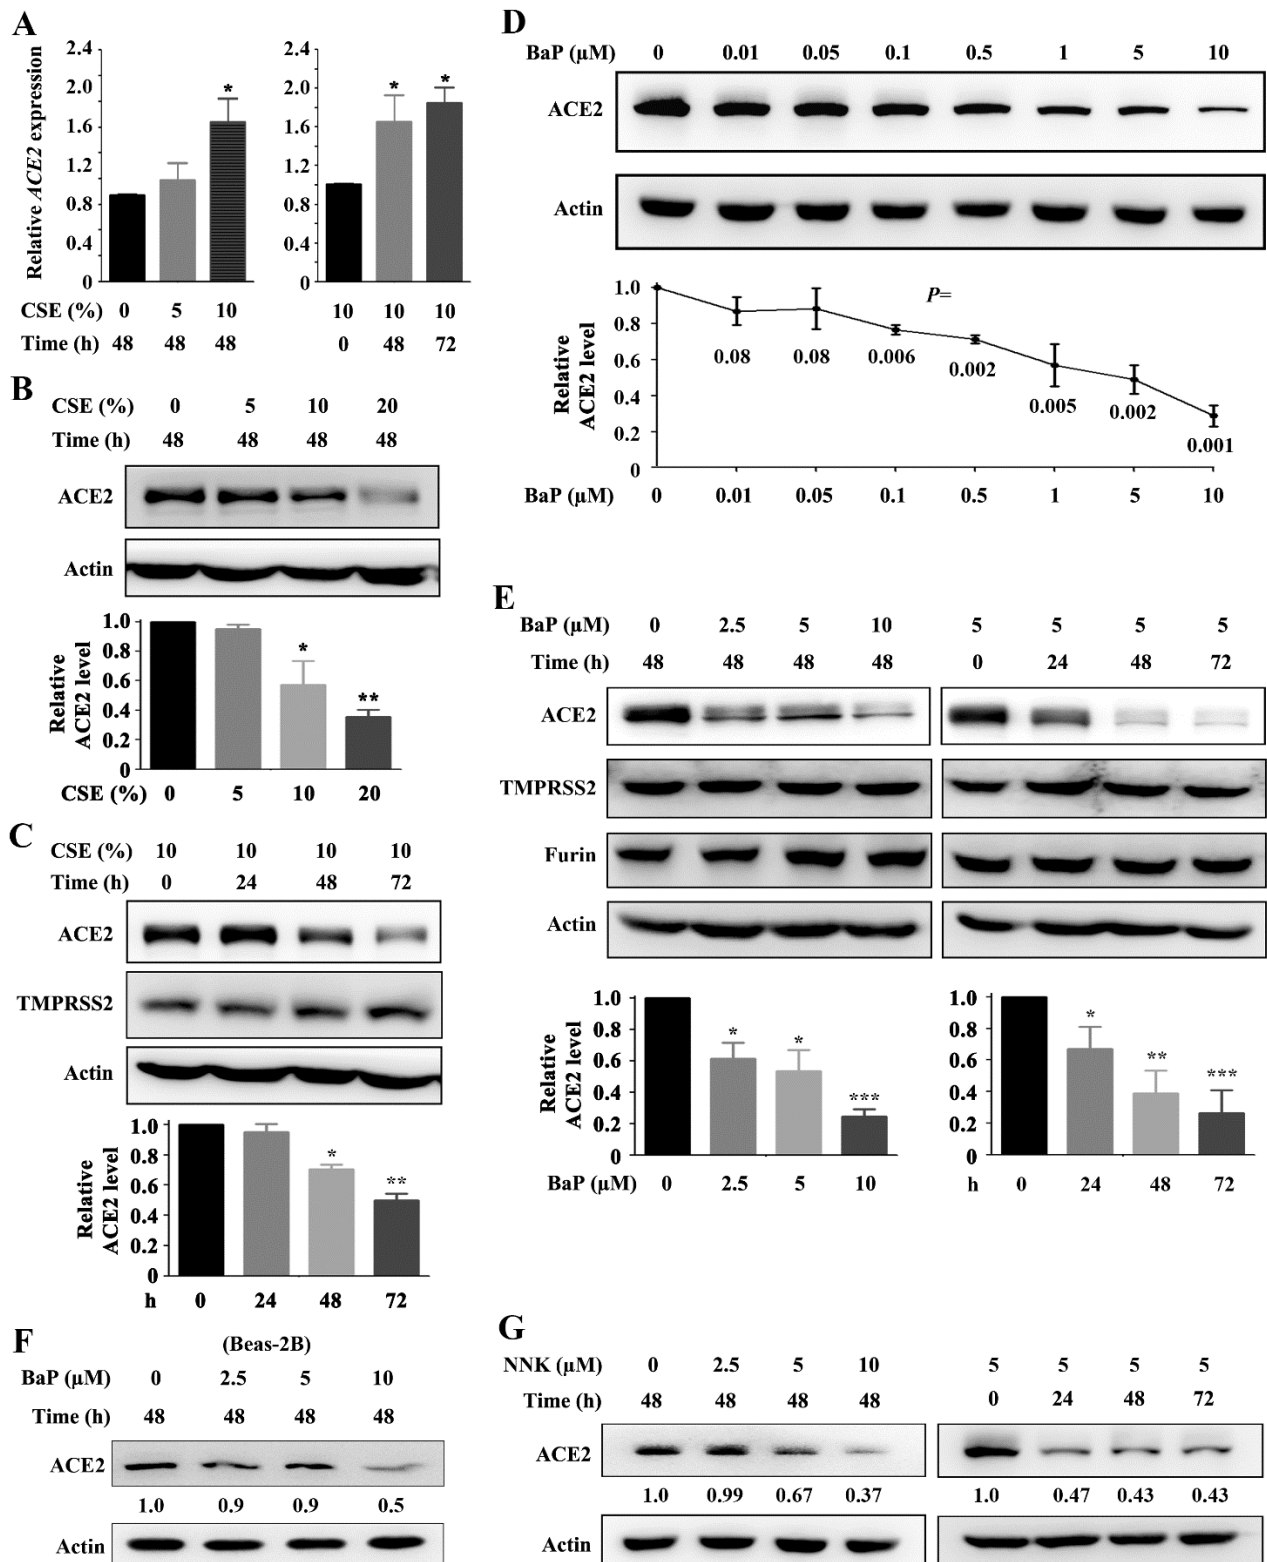 A
Relative ACE2 expression
2.4
2.0
1.6
1.2
0.8
0.4
0
* 
CSE (%) 0 5 10
Time (h) 48 48 48
2.4
2.0
1.6
1.2
0.8
0.4
0
* *
10 10 10
0 48 72
B
CSE (%) 0 5 10 20
Time (h) 48 48 48 48
ACE2
Actin
Relative
ACE2 level
1.0
0.8
0.6
0.4
0.2
0
* **
CSE (%) 0 5 10 20
C
CSE (%) 10 10 10 10
Time (h) 0 24 48 72
ACE2
TMPRSS2
Actin
Relative
ACE2 level
1.0
0.8
0.6
0.4
0.2
0
* **
h 0 24 48 72
D
BaP (μM) 0 0.01 0.05 0.1 0.5 1 5 10
ACE2
Actin
Relative
ACE2 level
1.0
0.8
0.6
0.4
0.2
0
P=
0.08 0.08 0.006 0.002 0.005 0.002 0.001
BaP (μM) 0 0.01 0.05 0.1 0.5 1 5 10
E
BaP (μM) 0 2.5 5 10 5 5 5 5
Time (h) 48 48 48 48 0 24 48 72
ACE2
TMPRSS2
Furin
Actin
Relative
ACE2 level
1.0
0.8
0.6
0.4
0.2
0
* * ***
BaP (μM) 0 2.5 5 10
1.0
0.8
0.6
0.4
0.2
0
* ** ***
h 0 24 48 72
F
(Beas-2B)
BaP (μM) 0 2.5 5 10
Time (h) 48 48 48 48
ACE2
1.0 0.9 0.9 0.5
Actin
G
NNK (μM) 0 2.5 5 10 5 5 5 5
Time (h) 48 48 48 48 0 24 48 72
ACE2
1.0 0.99 0.67 0.37 1.0 0.47 0.43 0.43
Actin